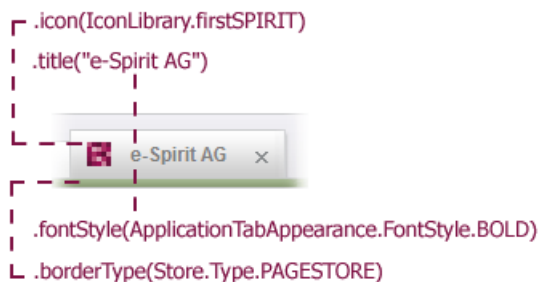 .icon(IconLibrary.firstSPIRIT)
.title("e-Spirit AG")
e-Spirit AG ×
.fontStyle(ApplicationTabAppearance.FontStyle.BOLD)
.borderType(Store.Type.PAGESTORE)